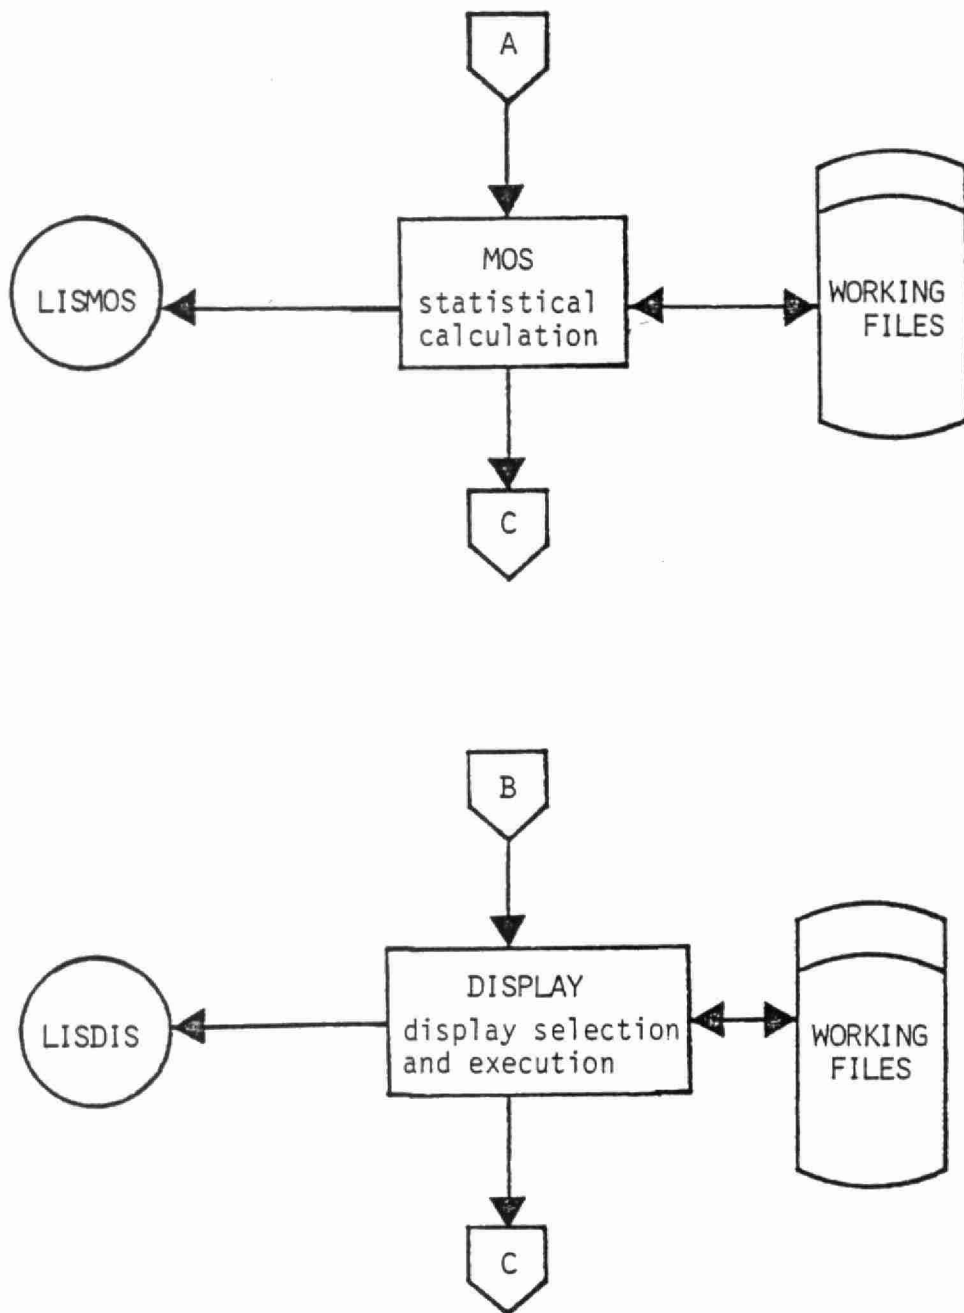 A
MOS
statistical
calculation
LISMOS
WORKING
FILES
C
B
DISPLAY
display selection
and execution
LISDIS
WORKING
FILES
C